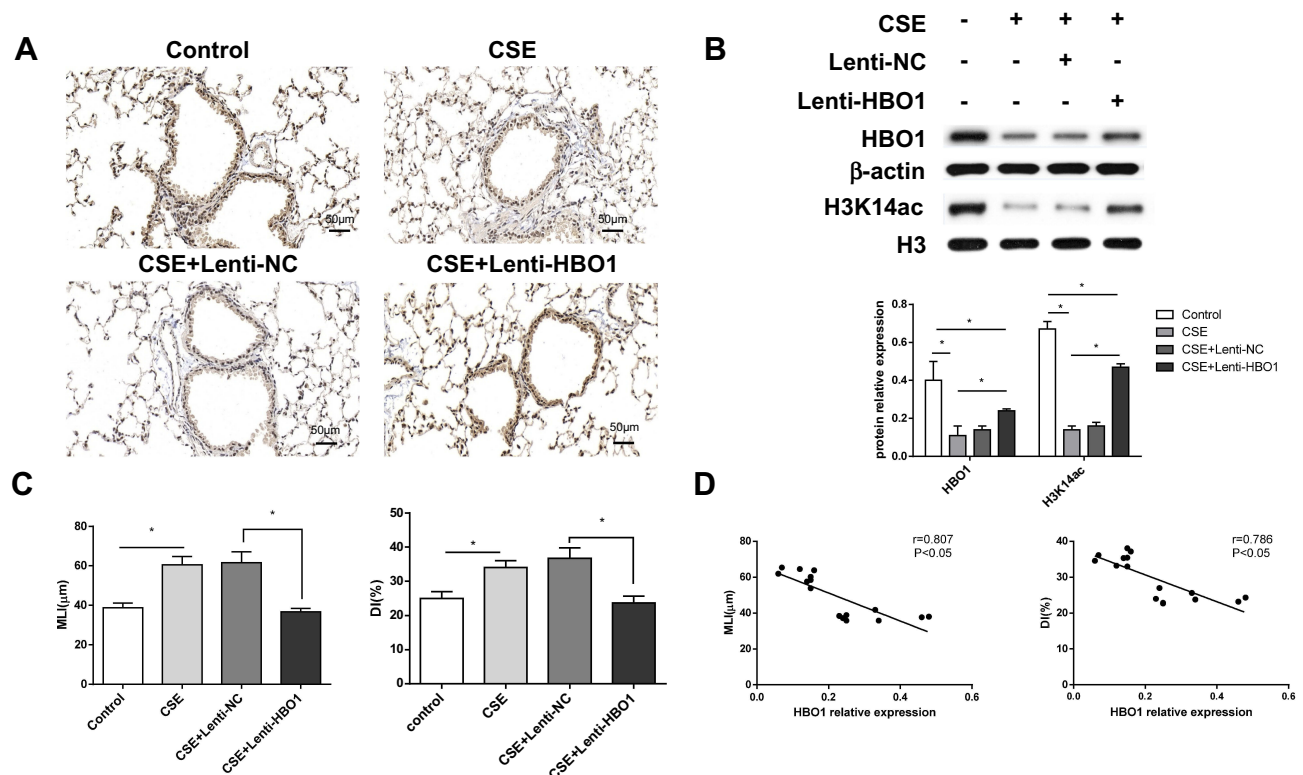 A
Control
CSE
50μm
50μm
CSE+Lenti-NC
CSE+Lenti-HBO1
50μm
50μm
B
CSE - + + +
Lenti-NC - - + -
Lenti-HBO1 - - - +
HBO1
β-actin
H3K14ac
H3
protein relative expression
0.8
0.6
0.4
0.2
0.0
* * * * * *
HBO1
H3K14ac
Control
CSE
CSE+Lenti-NC
CSE+Lenti-HBO1
C
MLI(μm)
80
60
40
20
0
* *
Control
CSE
CSE+Lenti-NC
CSE+Lenti-HBO1
DI(%)
50
40
30
20
10
0
* *
control
CSE
CSE+Lenti-NC
CSE+Lenti-HBO1
D
MLI(μm)
80
60
40
20
0
r=0.807
P<0.05
0.0 0.2 0.4 0.6
HBO1 relative expression
DI(%)
40
30
20
10
0
r=0.786
P<0.05
0.0 0.2 0.4 0.6
HBO1 relative expression